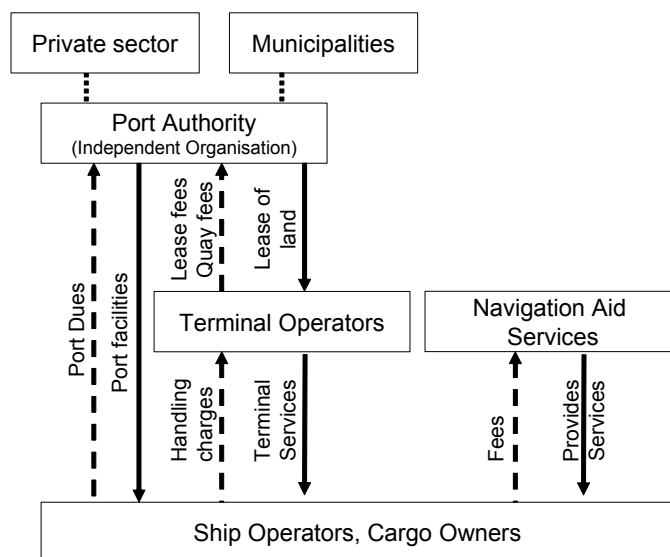 Private sector
Municipalities
Port Authority
(Independent Organisation)
Lease fees
Quay fees
Lease of
land
Port Dues
Port facilities
Terminal Operators
Navigation Aid
Services
Handling
charges
Terminal
Services
Fees
Provides
Services
Ship Operators, Cargo Owners